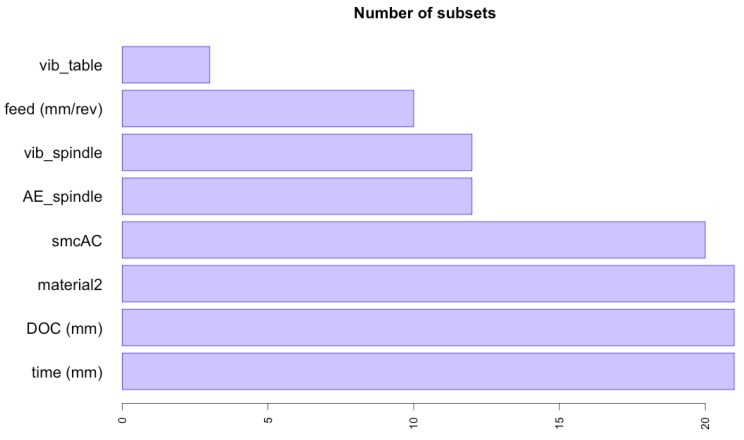 Number of subsets
vib_table
feed (mm/rev)
vib_spindle
AE_spindle
smcAC
material2
DOC (mm)
time (mm)
0
5
10
15
20